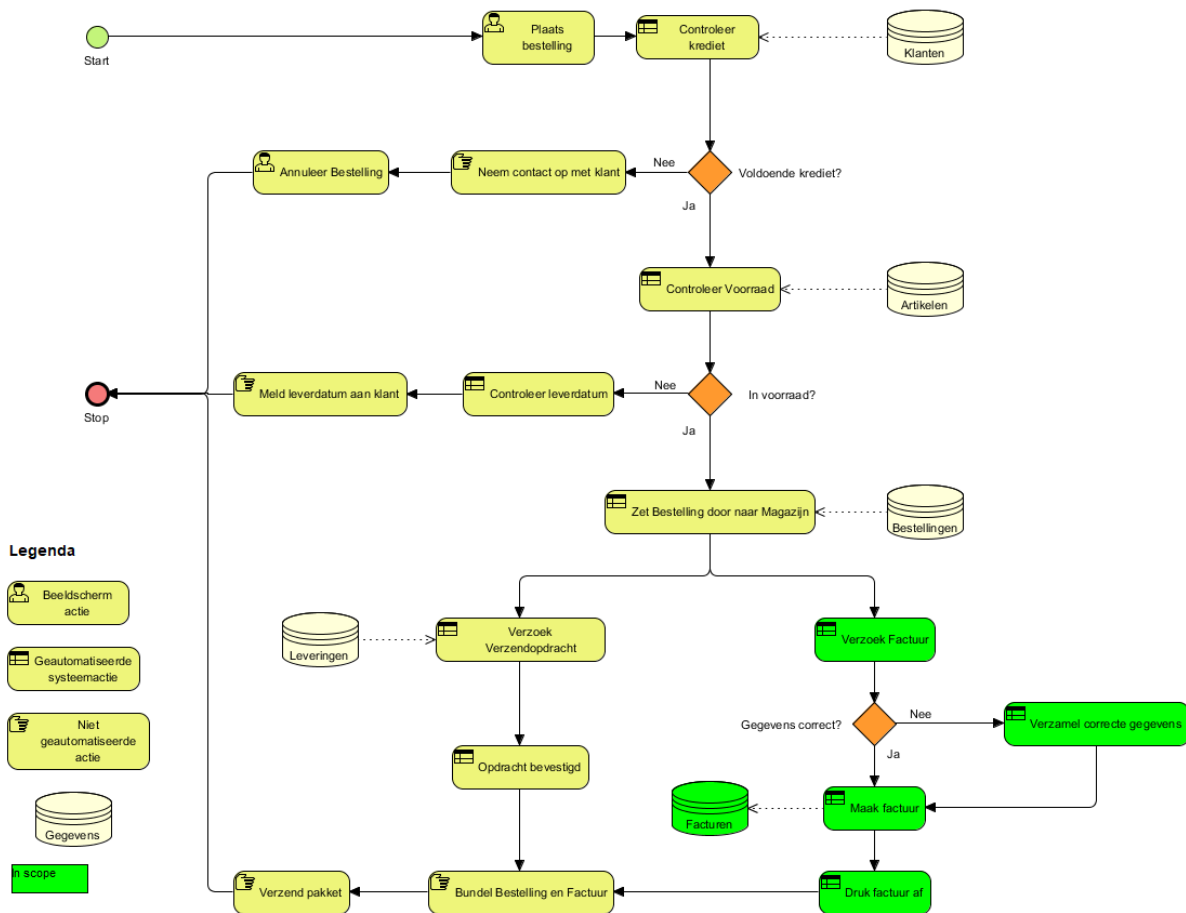 Plaats
bestelling
Controleer
krediet
Klanten
Start
Annuleer Bestelling
Neem contact op met klant
Nee
Voldoende krediet?
Ja
Controleer Voorraad
Artikelen
Meld leverdatum aan klant
Controleer leverdatum
Nee
In voorraad?
Stop
Ja
Zet Bestelling door naar Magazijn
Bestellingen
Legenda
Beeldscherm
actie
Geautomatiseerde
systeemactie
Niet
geautomatiseerde
actie
Gegevens
In scope
Leveringen
Verzoek
Verzendopdracht
Verzoek Factuur
Gegevens correct?
Nee
Verzamel correcte gegevens
Ja
Opdracht bevestigd
Facturen
Maak factuur
Verzend pakket
Bundel Bestelling en Factuur
Druk factuur af